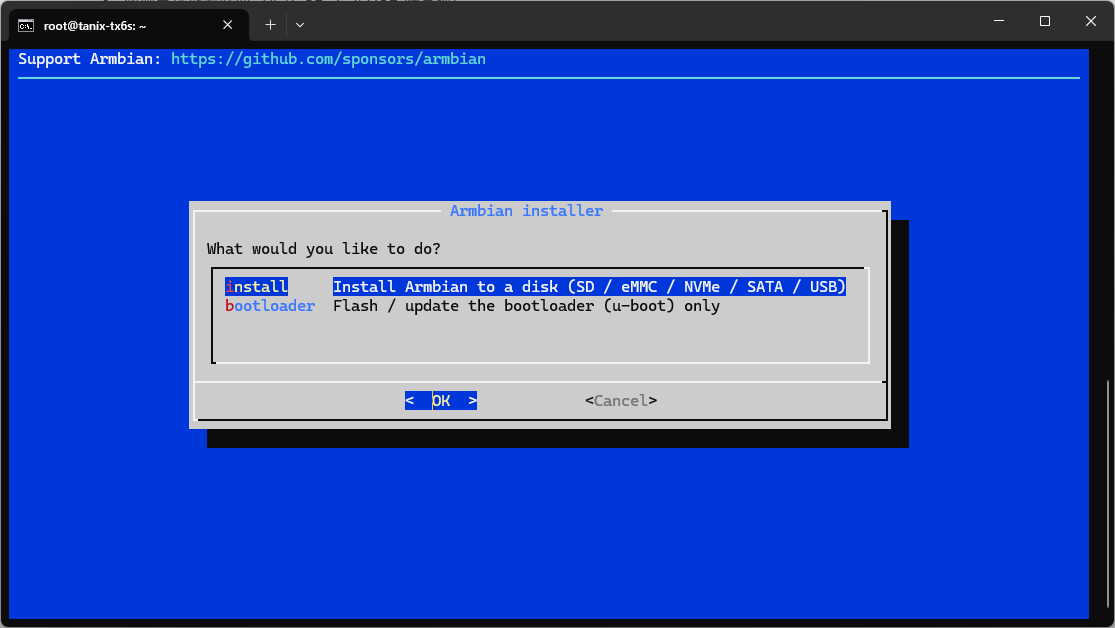 root@tanix-tx6s: ~
Support Armbian: https://github.com/sponsors/armbian
Armbian installer
What would you like to do?
install Install Armbian to a disk (SD / eMMC / NVMe / SATA / USB)
bootloader Flash / update the bootloader (u-boot) only
< OK > <Cancel>